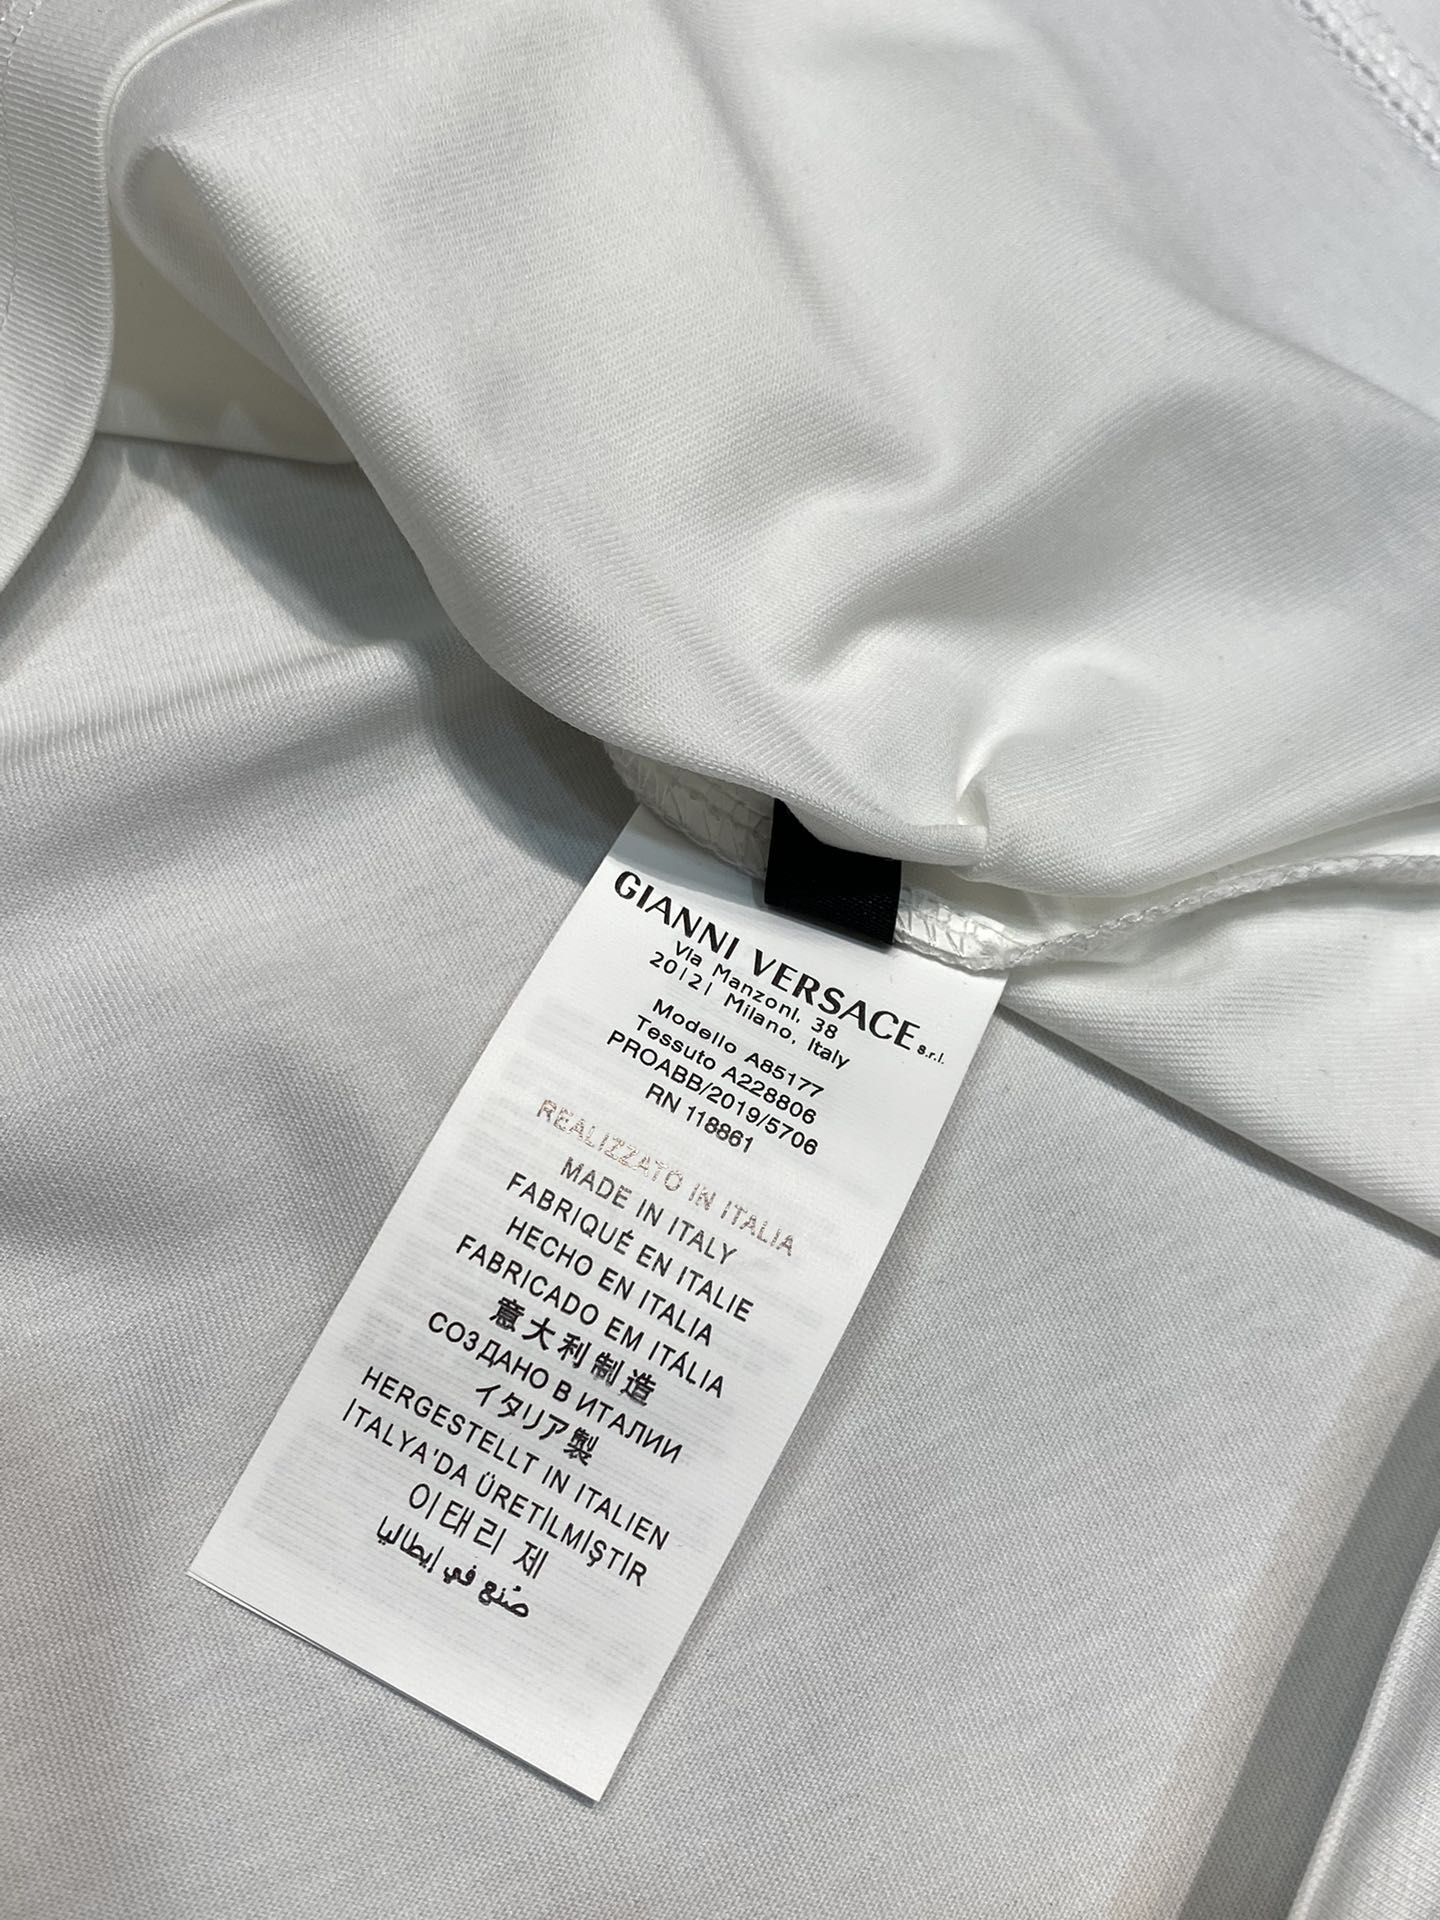 GIANNI VERSACE s.r.l.
Via Manzoni, 38
20121 Milano, Italy
Modello A85177
Tessuto A228806
PROABB/2019/5706
RN 118861
REALIZZATO IN ITALIA
MADE IN ITALY
FABRIQUÉ EN ITALIE
HECHO EN ITALIA
FABRICADO EM ITÁLIA
意大利制造
СОЗДАНО В ИТАЛИИ
イタリア製
HERGESTELLT IN ITALIEN
İTALYA'DA ÜRETİLMİŞTİR
이태리 제
صُنع في إيطاليا